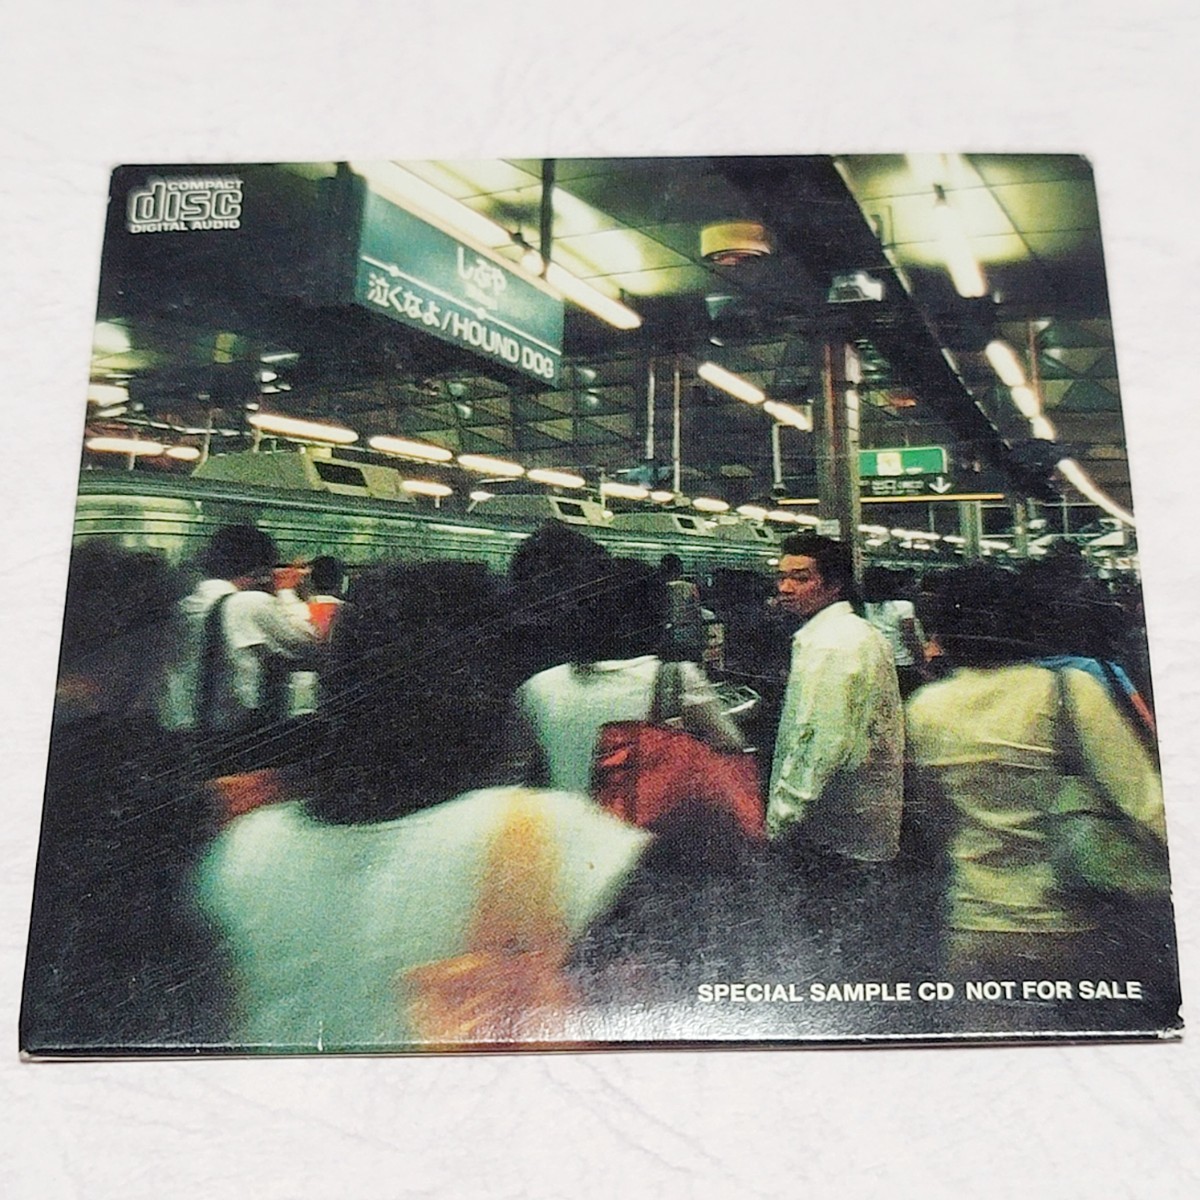 COMPACT
disc
DIGITAL AUDIO
しぶや
泣くなよ/HOUND DOG
SPECIAL SAMPLE CD NOT FOR SALE